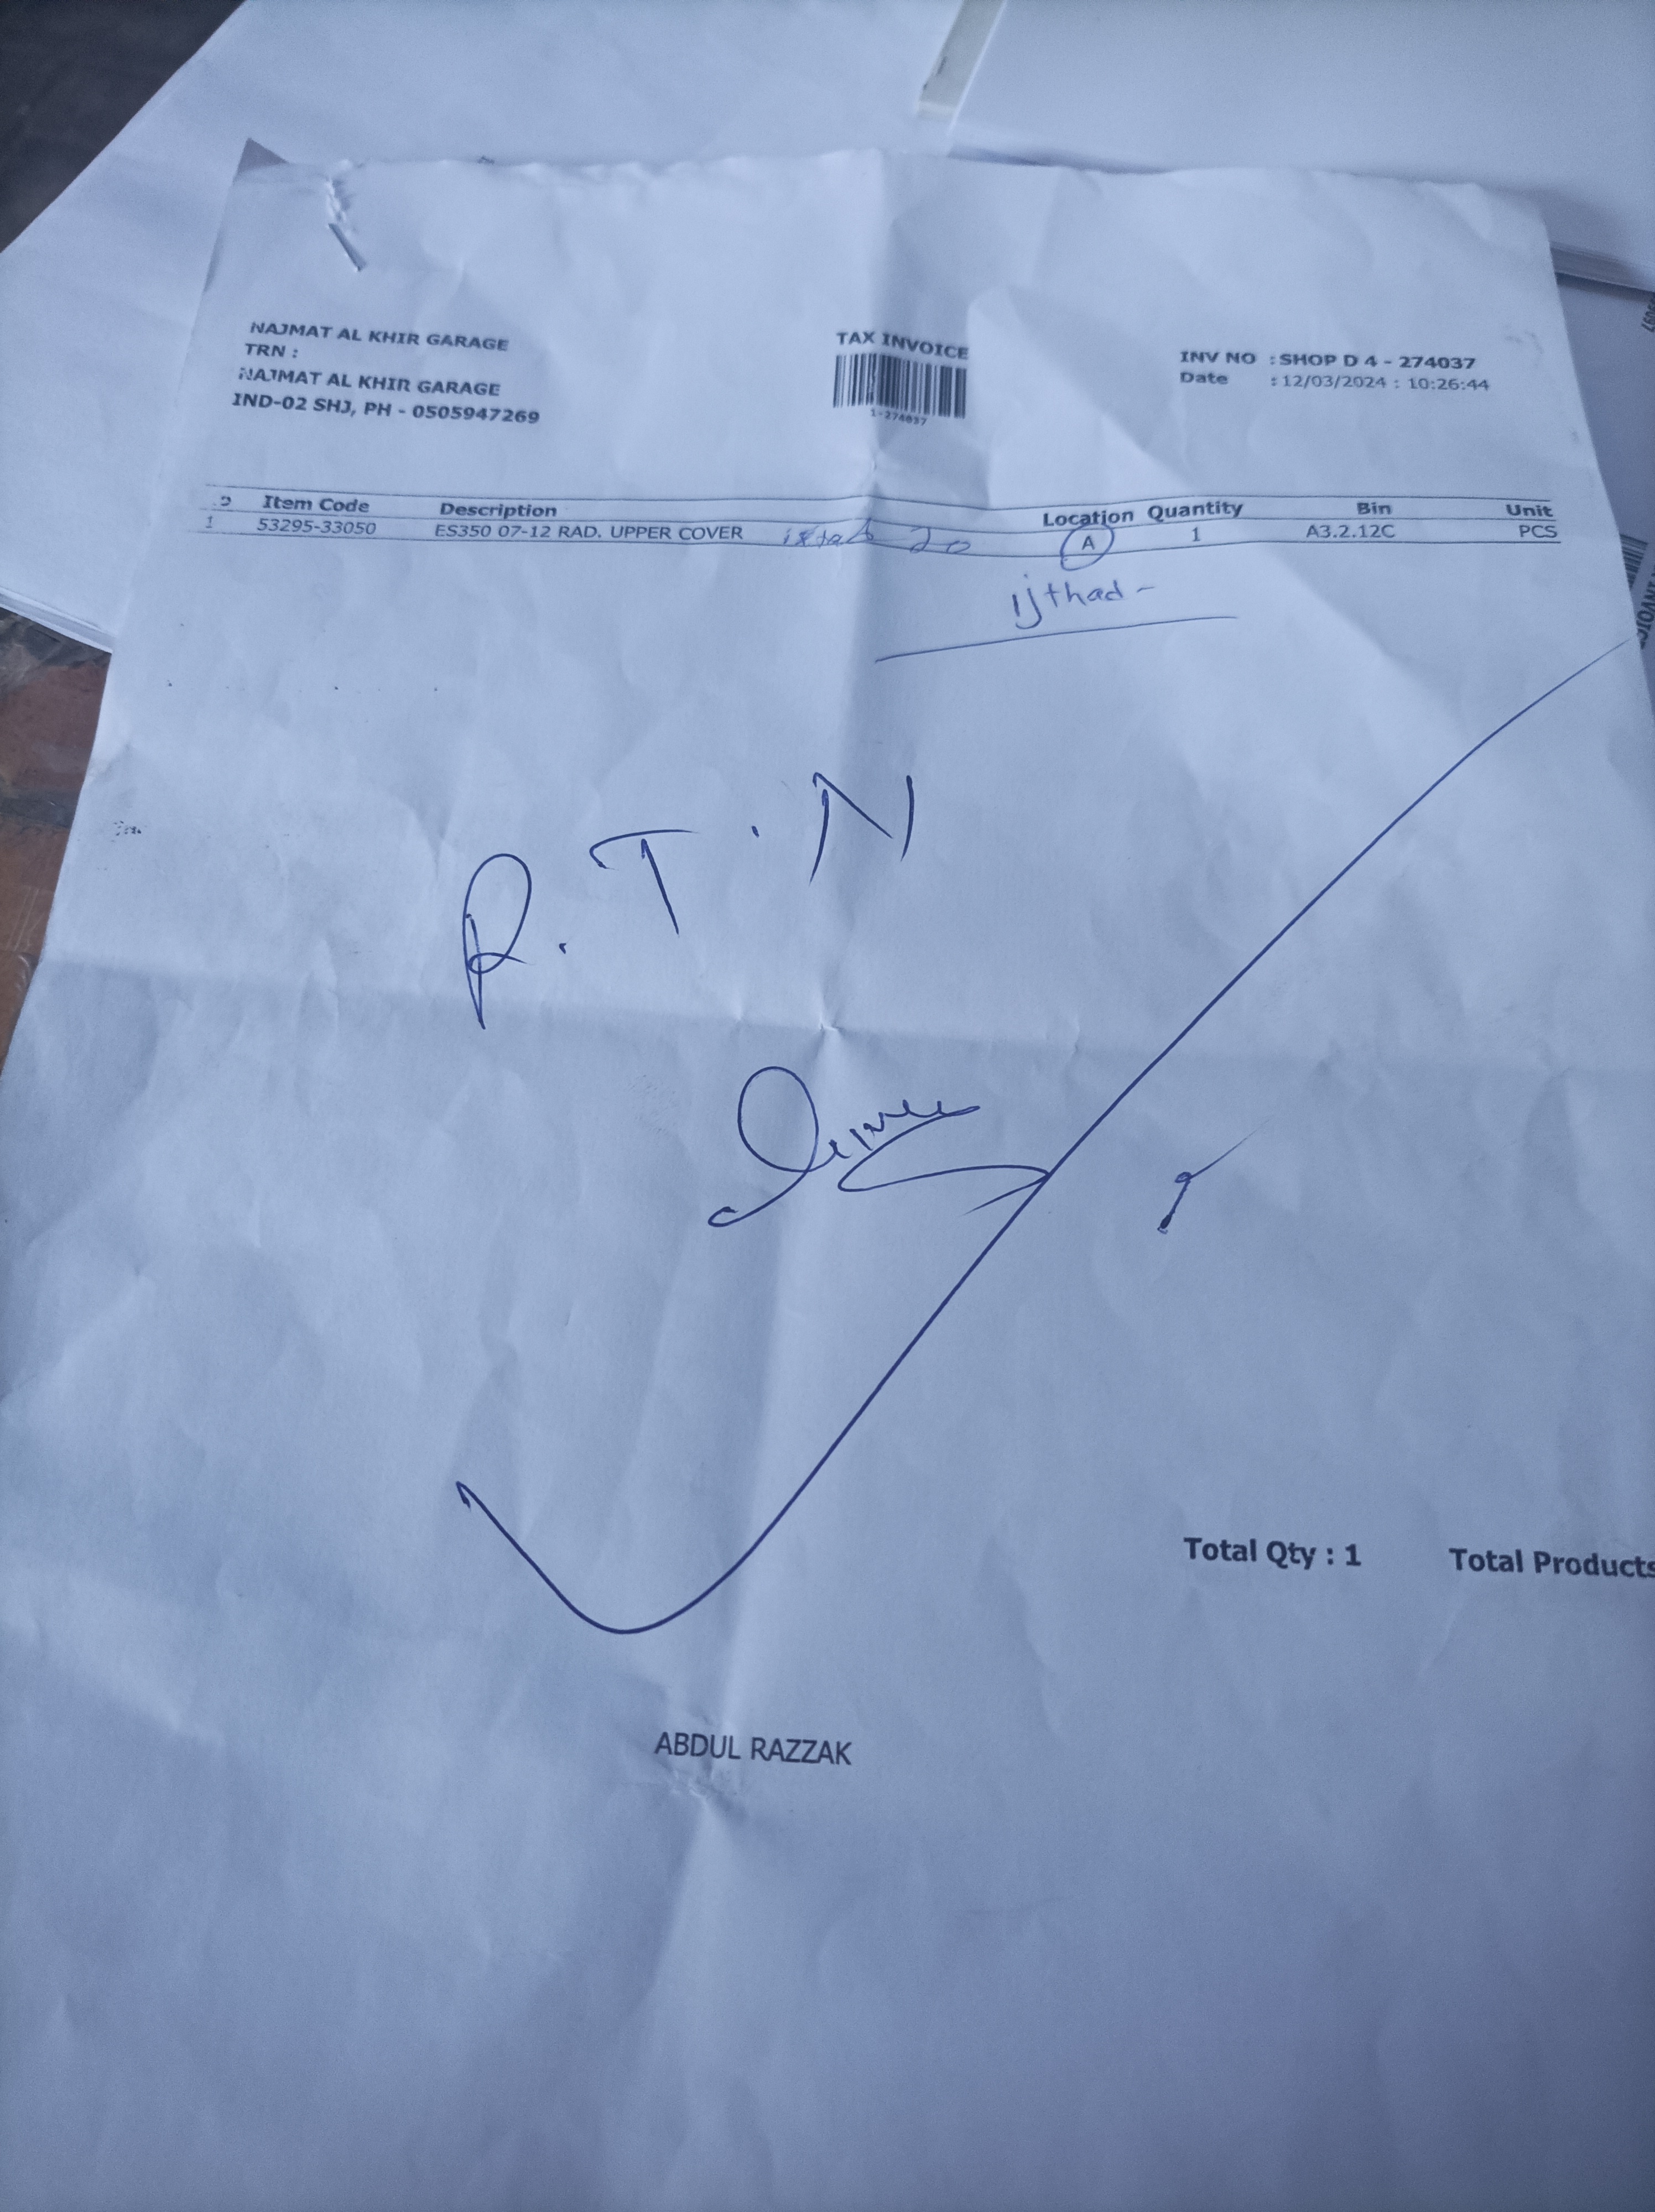 NAJMAT AL KHIR GARAGE
TRN :
NAJMAT AL KHIR GARAGE
IND-02 SHJ, PH - 0505947269
TAX INVOICE
1-274037
INV NO : SHOP D 4 - 274037
Date : 12/03/2024 : 10:26:44
Item Code Description Location Quantity Bin Unit
1 53295-33050 ES350 07-12 RAD. UPPER COVER 20 A 1 A3.2.12C PCS
ijthad -
R.T.N
Total Qty : 1 Total Products
ABDUL RAZZAK